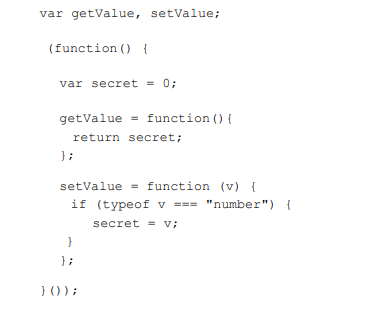 var getValue, setValue;
(function() {
var secret = 0;
getValue = function(){
return secret;
};
setValue = function (v) {
if (typeof v === "number") {
secret = v;
}
};
}());